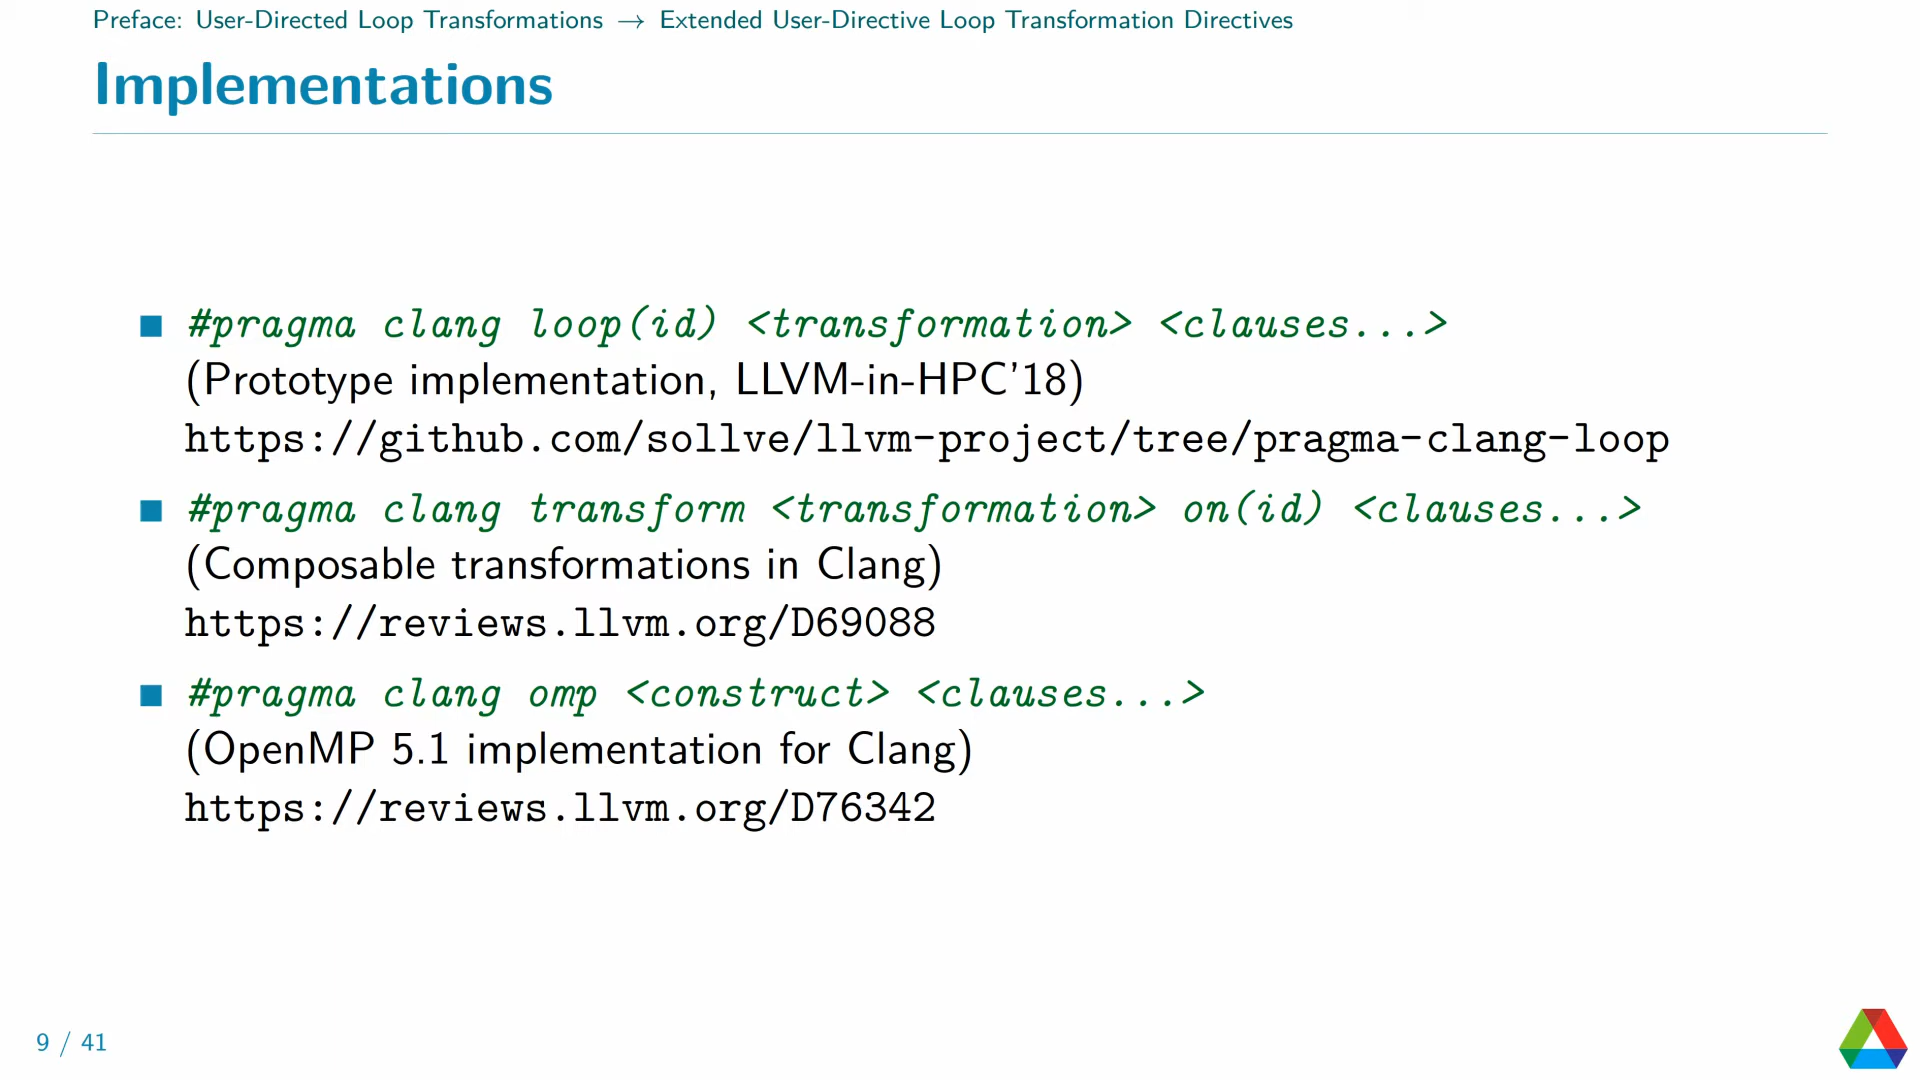 Preface: User-Directed Loop Transformations → Extended User-Directive Loop Transformation Directives
Implementations
#pragma clang loop(id) <transformation> <clauses...>
(Prototype implementation, LLVM-in-HPC'18)
https://github.com/sollve/llvm-project/tree/pragma-clang-loop
#pragma clang transform <transformation> on(id) <clauses...>
(Composable transformations in Clang)
https://reviews.llvm.org/D69088
#pragma clang omp <construct> <clauses...>
(OpenMP 5.1 implementation for Clang)
https://reviews.llvm.org/D76342
9 / 41